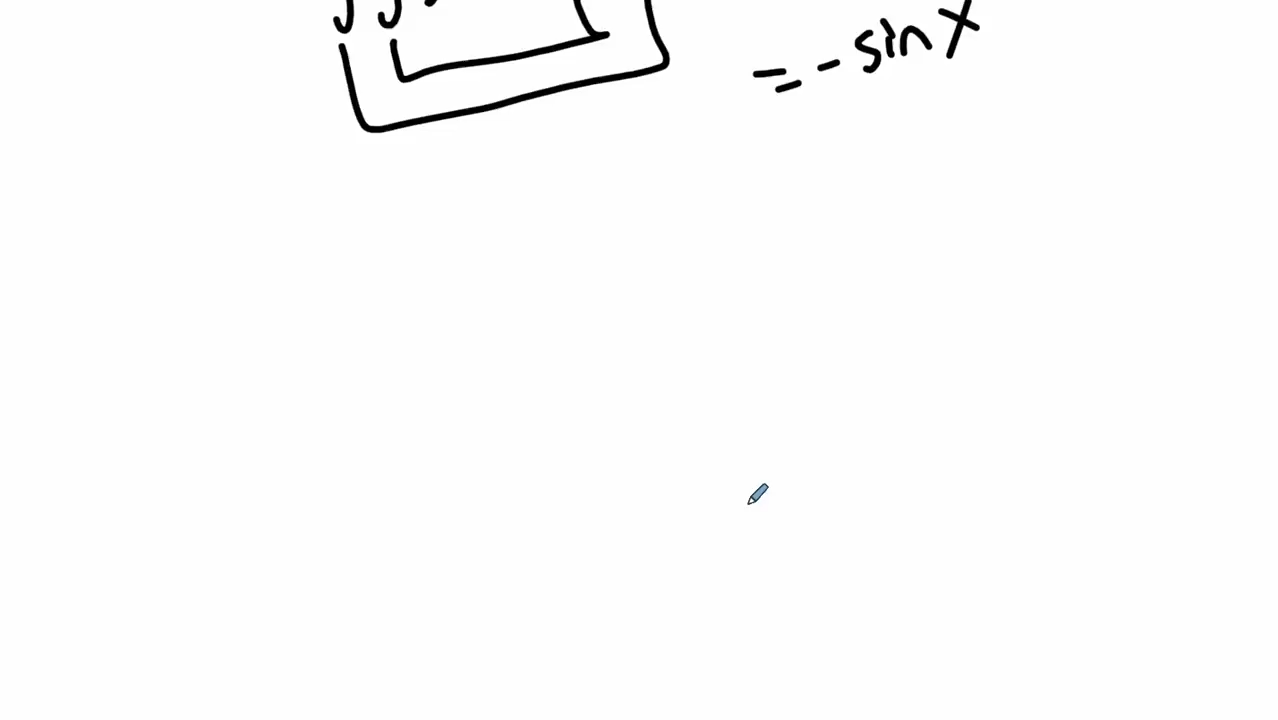 = - sin x